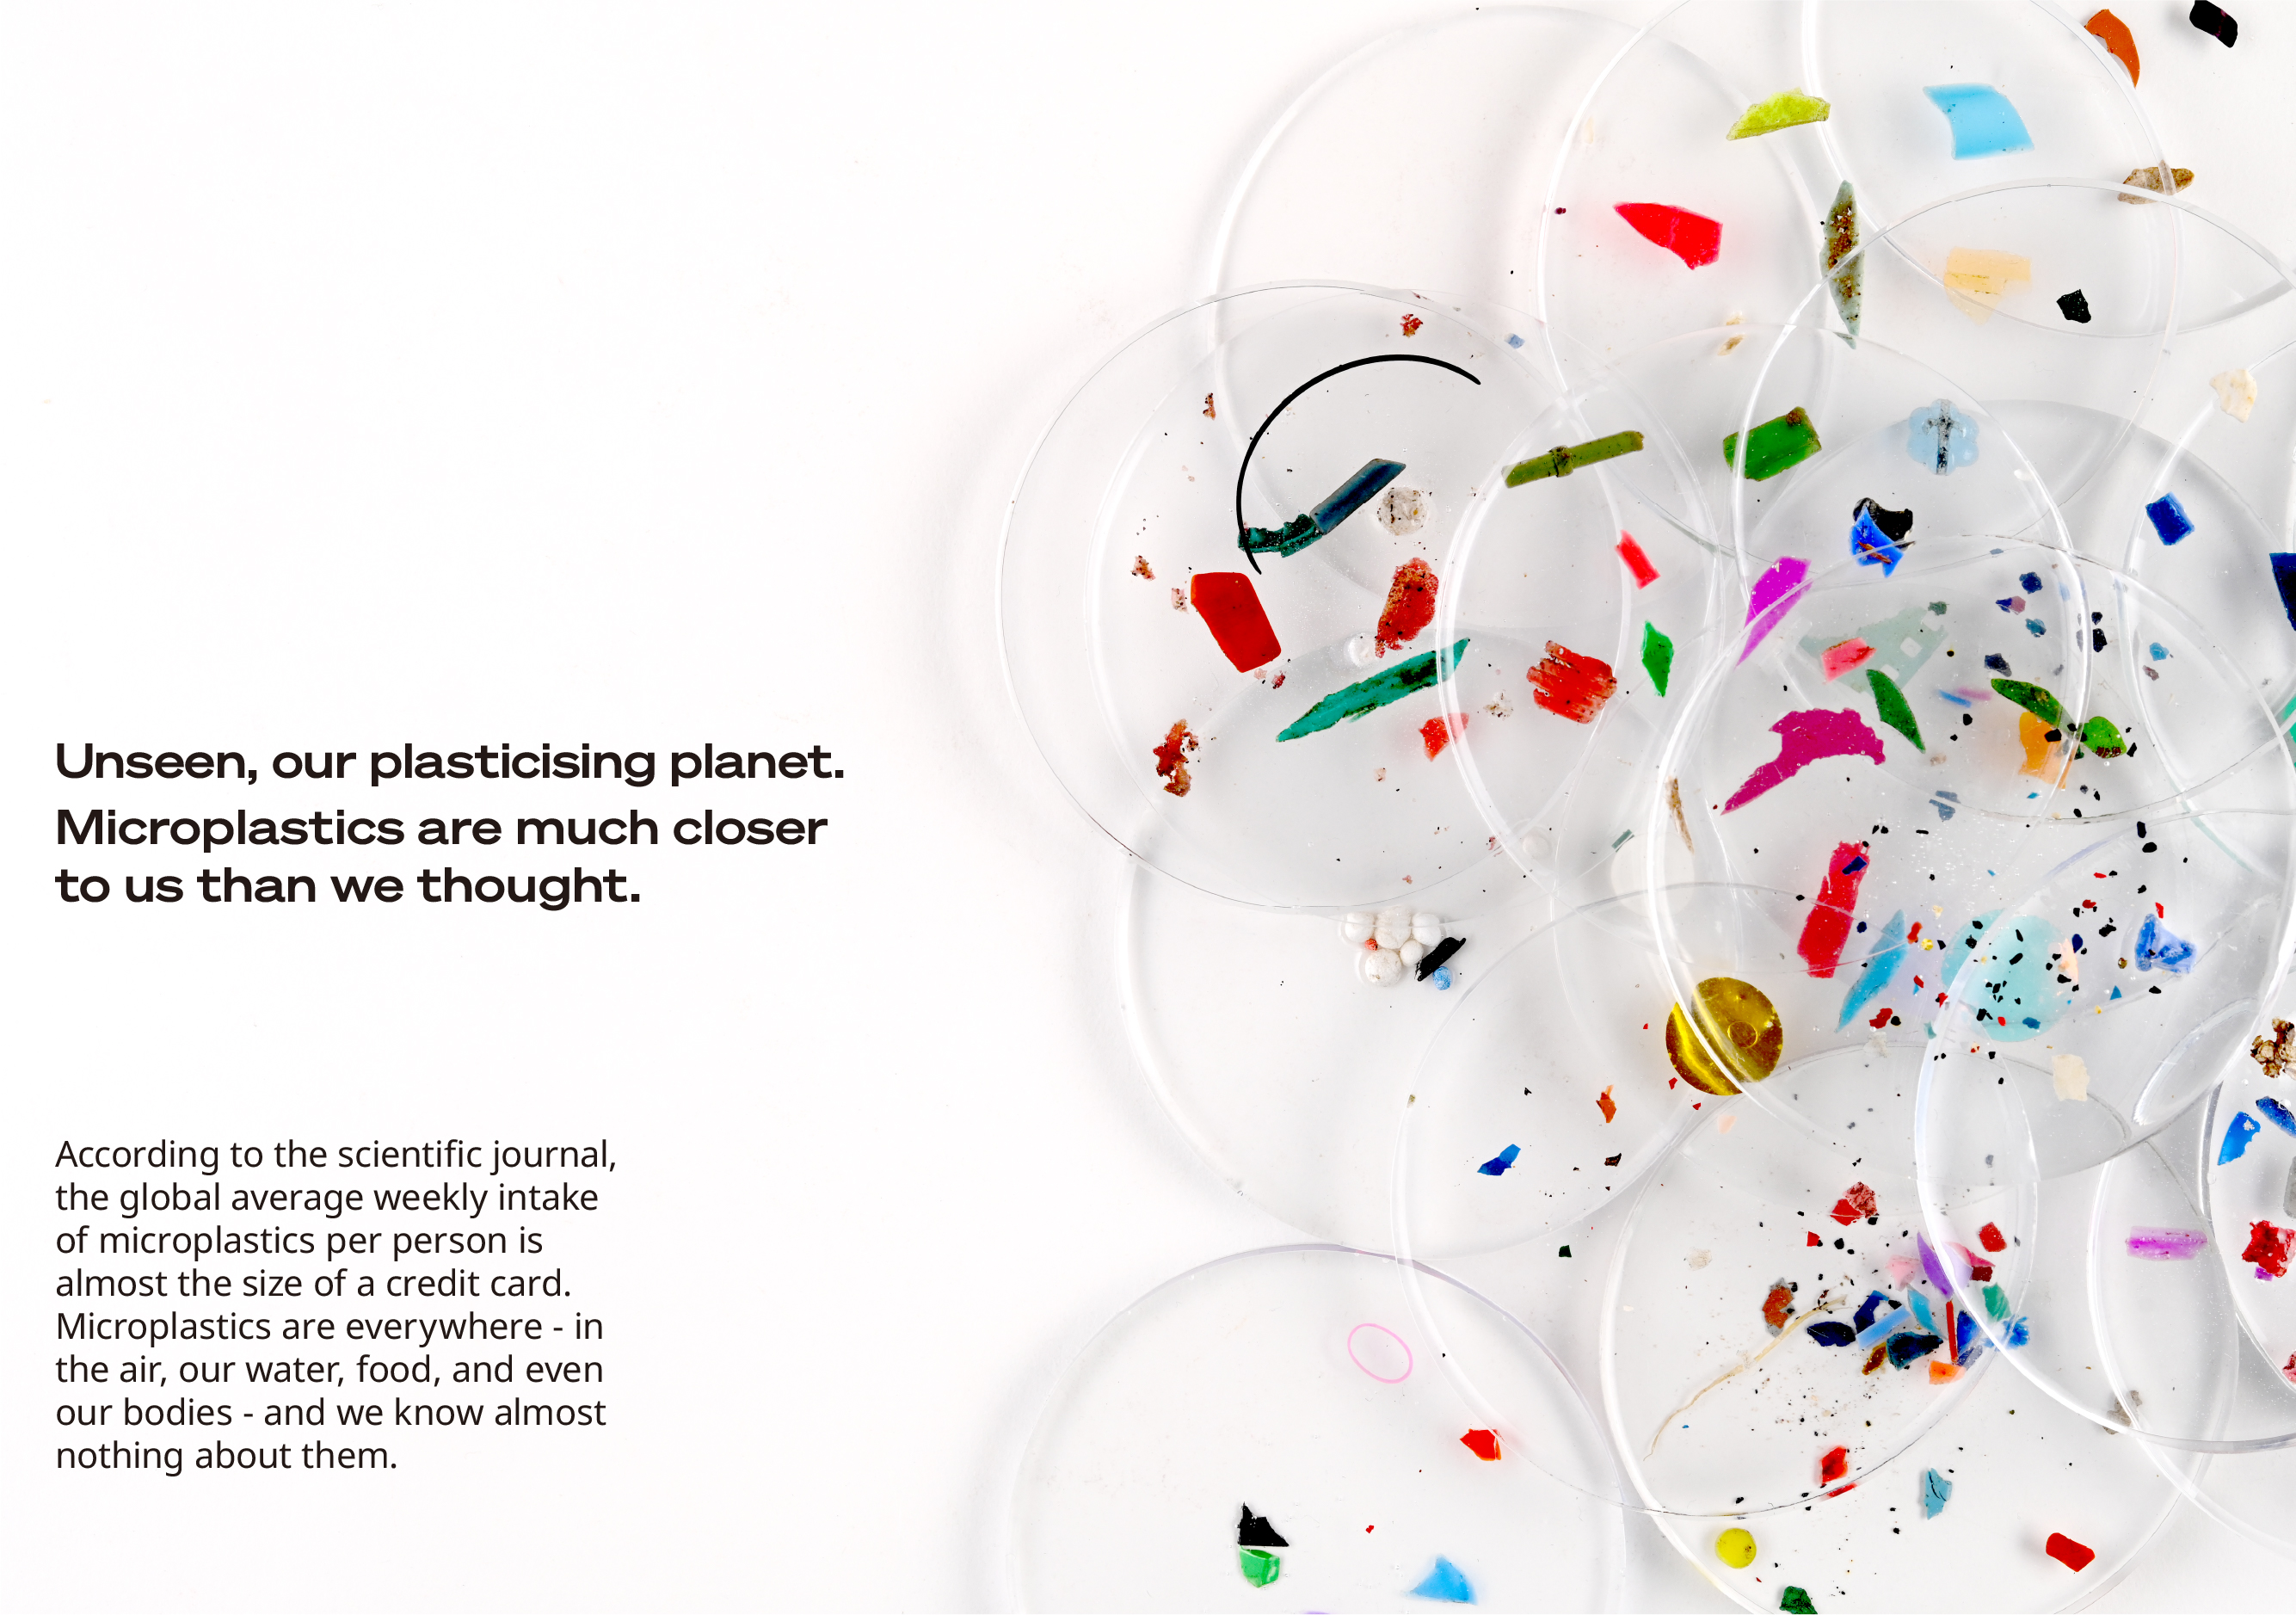 Unseen, our plasticising planet.
Microplastics are much closer
to us than we thought.
According to the scientific journal,
the global average weekly intake
of microplastics per person is
almost the size of a credit card.
Microplastics are everywhere - in
the air, our water, food, and even
our bodies - and we know almost
nothing about them.